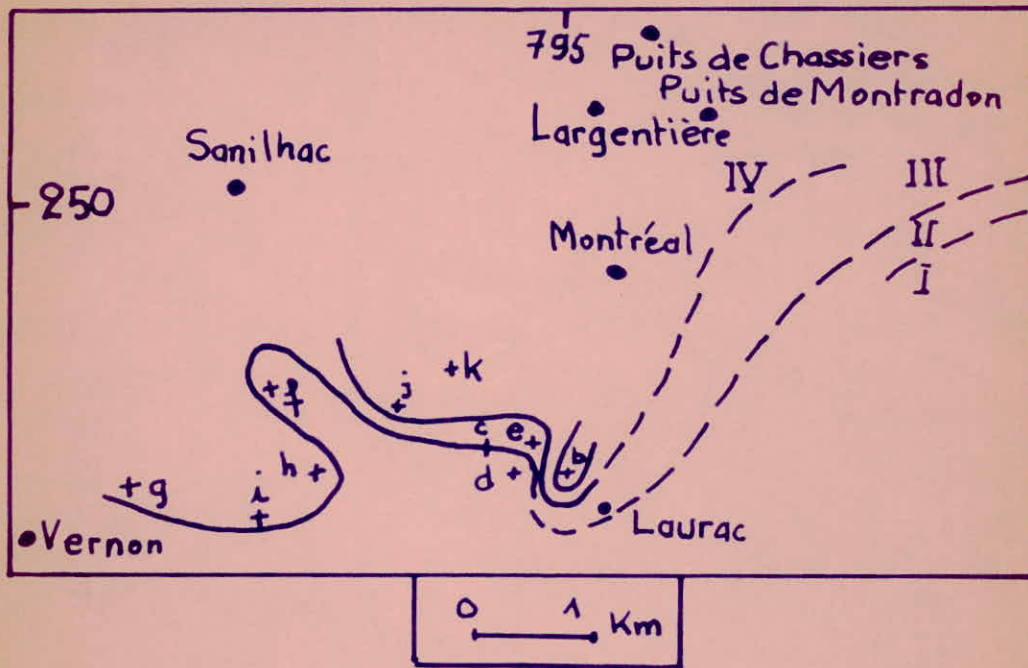 795 Puits de Chassiers
Puits de Montradon
Largentière
Sanilhac
IV III
250
II
Montréal
I
k
j
f
c e
b
h
d
g
i
Laurac
Vernon
0 1 Km